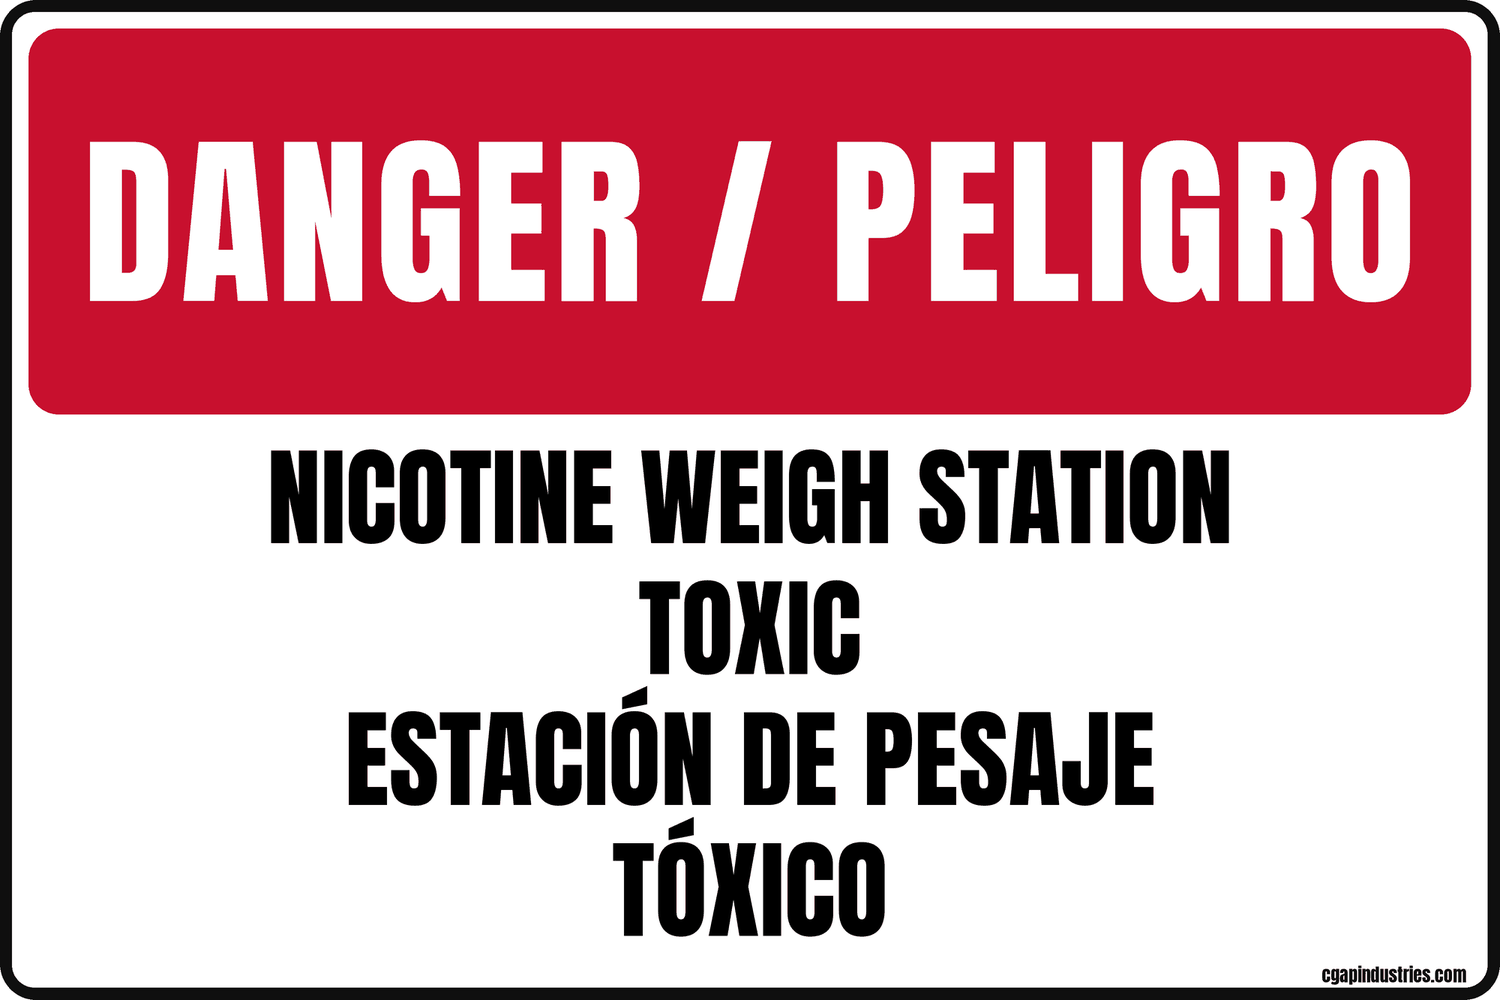 DANGER / PELIGRO
NICOTINE WEIGH STATION
TOXIC
ESTACIÓN DE PESAJE
TÓXICO
cgapindustries.com